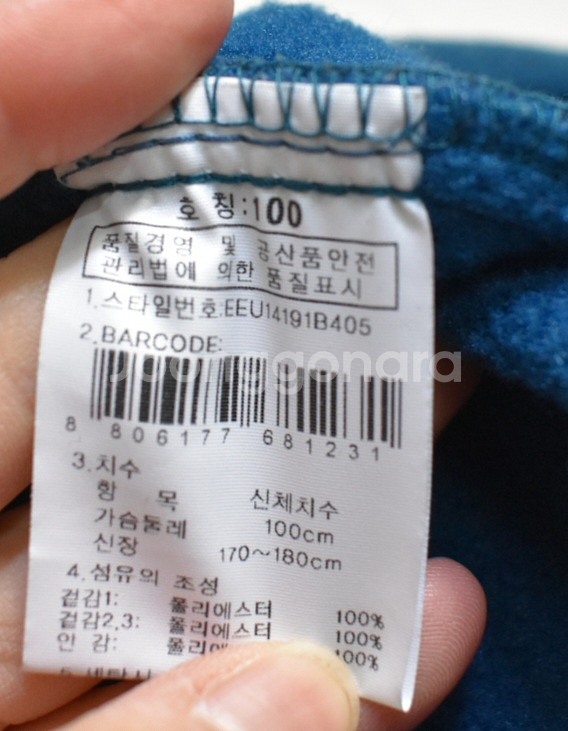 호 칭:100
품질경영 및 공산품안전
관리법에 의한 품질표시
1.스타일번호:EEU14191B405
2.BARCODE:
joonggonara
8 806177 681231
3.치수
항 목 신체치수
가슴둘레 100cm
신장 170~180cm
4.섬유의 조성
겉감1: 폴리에스터 100%
겉감2,3: 폴리에스터 100%
안 감: 100%